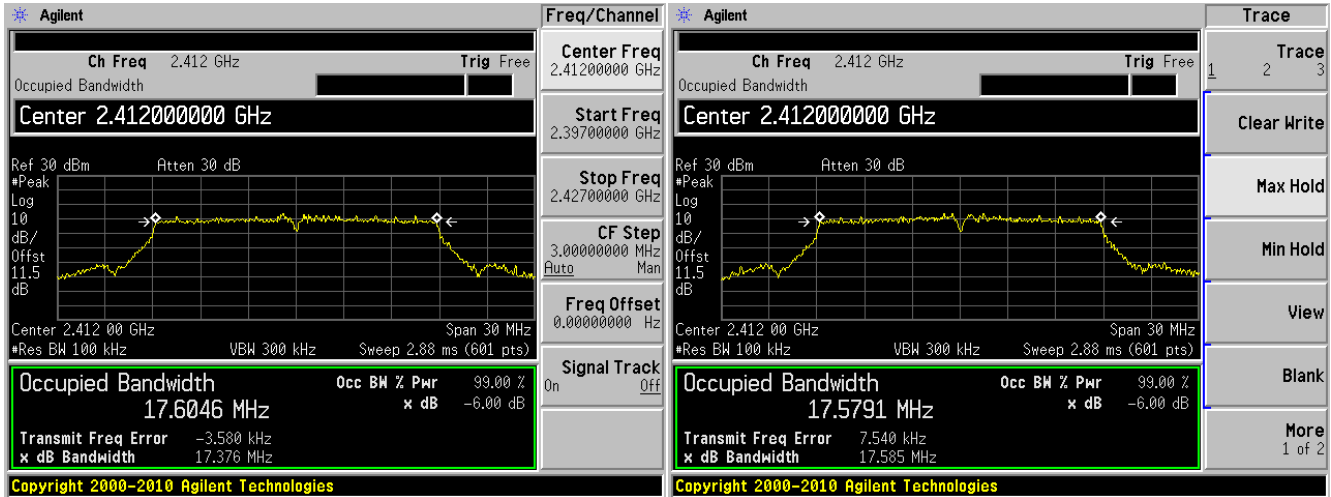 Agilent
Freq/Channel
Ch Freq 2.412 GHz Trig Free
Occupied Bandwidth
Center 2.412000000 GHz
Ref 30 dBm Atten 30 dB
#Peak
Log
10
dB/
Offst
11.5
dB
Center 2.412 00 GHz Span 30 MHz
#Res BW 100 kHz VBW 300 kHz Sweep 2.88 ms (601 pts)
Occupied Bandwidth Occ BW % Pwr 99.00 %
17.6046 MHz x dB -6.00 dB
Transmit Freq Error -3.580 kHz
x dB Bandwidth 17.376 MHz
Copyright 2000-2010 Agilent Technologies
Center Freq
2.41200000 GHz
Start Freq
2.39700000 GHz
Stop Freq
2.42700000 GHz
CF Step
3.00000000 MHz
Auto Man
Freq Offset
0.00000000 Hz
Signal Track
On Off
Agilent
Trace
Ch Freq 2.412 GHz Trig Free
Occupied Bandwidth
Center 2.412000000 GHz
Ref 30 dBm Atten 30 dB
#Peak
Log
10
dB/
Offst
11.5
dB
Center 2.412 00 GHz Span 30 MHz
#Res BW 100 kHz VBW 300 kHz Sweep 2.88 ms (601 pts)
Occupied Bandwidth Occ BW % Pwr 99.00 %
17.5791 MHz x dB -6.00 dB
Transmit Freq Error 7.540 kHz
x dB Bandwidth 17.585 MHz
Copyright 2000-2010 Agilent Technologies
Trace
1 2 3
Clear Write
Max Hold
Min Hold
View
Blank
More
1 of 2